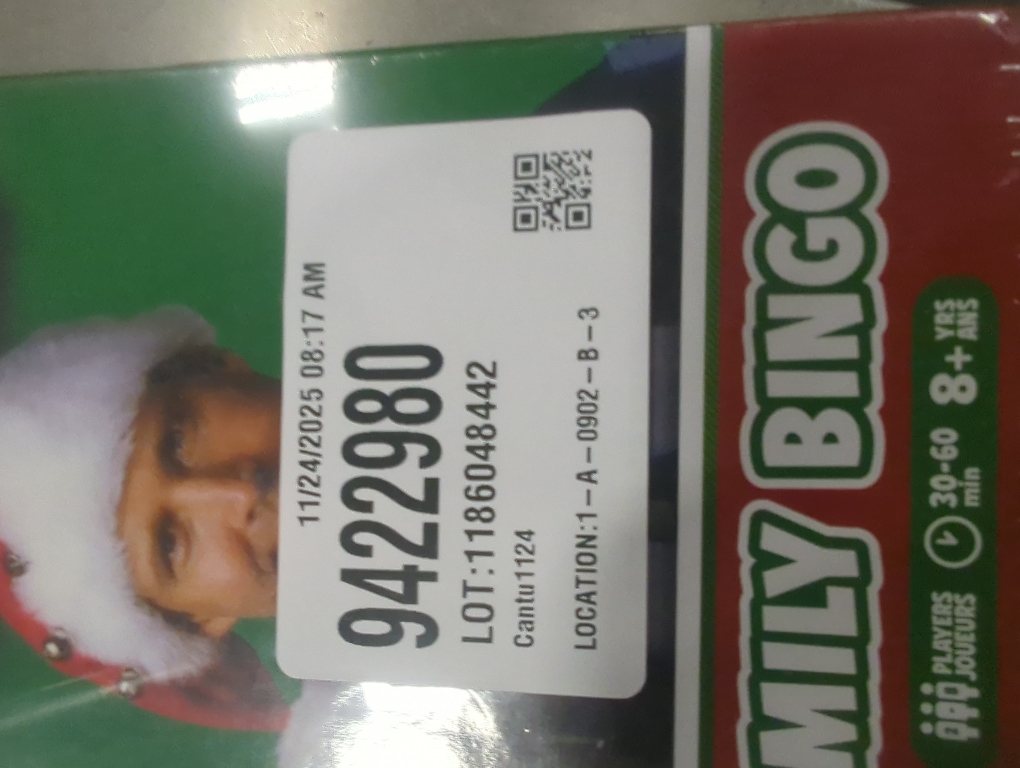 11/24/2025 08:17 AM
9422980
LOT:1186048442
Cantu1124
LOCATION:1-A-0902-B-3
MILY BINGO
PLAYERS
JOUEURS
30-60
min
8+ YRS
ANS